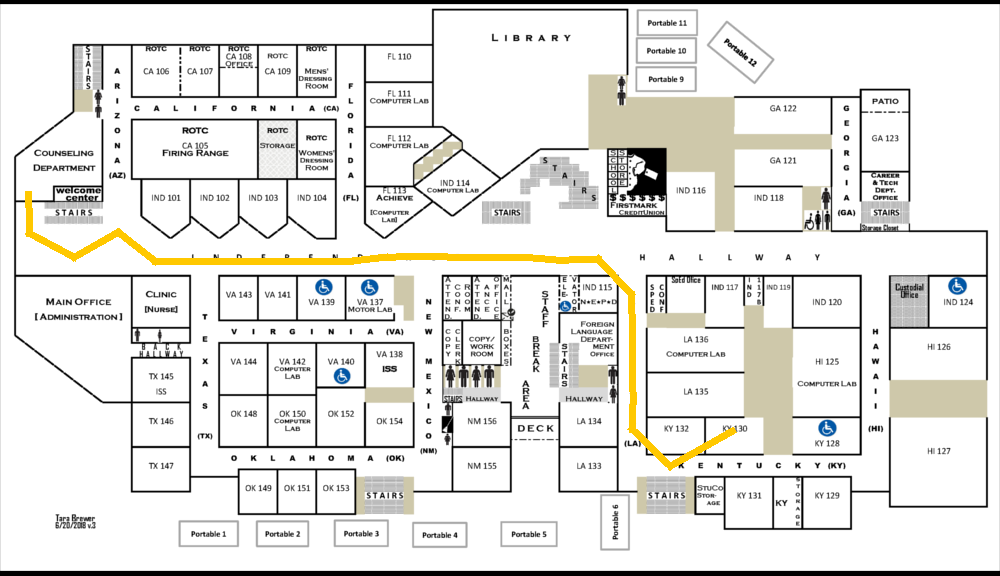 LIBRARY
Portable 11
Portable 10
Portable 9
Portable 12
STAIRS
ARIZONA
(AZ)
ROTC
CA 106
ROTC
CA 107
ROTC
CA 108
OFFICE
ROTC
CA 109
ROTC
MENS'
DRESSING
ROOM
FLORIDA
(FL)
FL 110
FL 111
COMPUTER LAB
FL 112
COMPUTER
LAB
FL 113
ACHIEVE
[COMPUTER
LAB]
CALIFORNIA (CA)
ROTC
CA 105
FIRING RANGE
ROTC
STORAGE
ROTC
WOMENS'
DRESSING
ROOM
COUNSELING
DEPARTMENT
welcome
center
STAIRS
IND 101
IND 102
IND 103
IND 104
IND 114
COMPUTER LAB
STAIRS
STAIRS
SCHOOL
STORE
$ $ $ $ $ $
FIRSTMARK
CREDITUNION
IND 116
GA 122
GA 121
IND 118
GEORGIA
(GA)
PATIO
GA 123
CAREER
& TECH
DEPT.
OFFICE
STAIRS
Storage Closet
HALLWAY
MAIN OFFICE
[ADMINISTRATION]
CLINIC
[NURSE]
BACK
HALLWAY
TX 145
ISS
TX 146
TX 147
TEXAS
(TX)
VA 143
VA 141
VA 139
VA 137
MOTOR LAB
VIRGINIA (VA)
VA 144
VA 142
COMPUTER
LAB
VA 140
VA 138
ISS
OK 148
OK 150
COMPUTER
LAB
OK 152
OK 154
OKLAHOMA (OK)
OK 149
OK 151
OK 153
STAIRS
NEW MEXICO
(NM)
ATTEND.
CONF.
ROOM
ATTENDANCE
OFFICE
MAIL
BOXES
COPY
CLERK
COPY/
WORK
ROOM
STAIRS
HALLWAY
NM 156
NM 155
STAFF
BREAK
AREA
DECK
ELE-
VATOR
IND 115
N•E•P•D
FOREIGN
LANGUAGE
DEPART-
MENT
OFFICE
STAIRS
HALLWAY
LA 134
LA 133
(LA)
SPED
CONF
Sped Office
IND 117
IND
117B
IND 119
IND 120
LA 136
COMPUTER LAB
LA 135
KY 132
KY 130
HI 125
COMPUTER LAB
KY 128
KENTUCKY (KY)
STAIRS
STUCO
STOR-
AGE
KY 131
KY
STORAGE
KY 129
HAWAII
(HI)
Custodial
Office
IND 124
HI 126
HI 127
Tara Brewer
6/20/2018 v.3
Portable 1
Portable 2
Portable 3
Portable 4
Portable 5
Portable 6